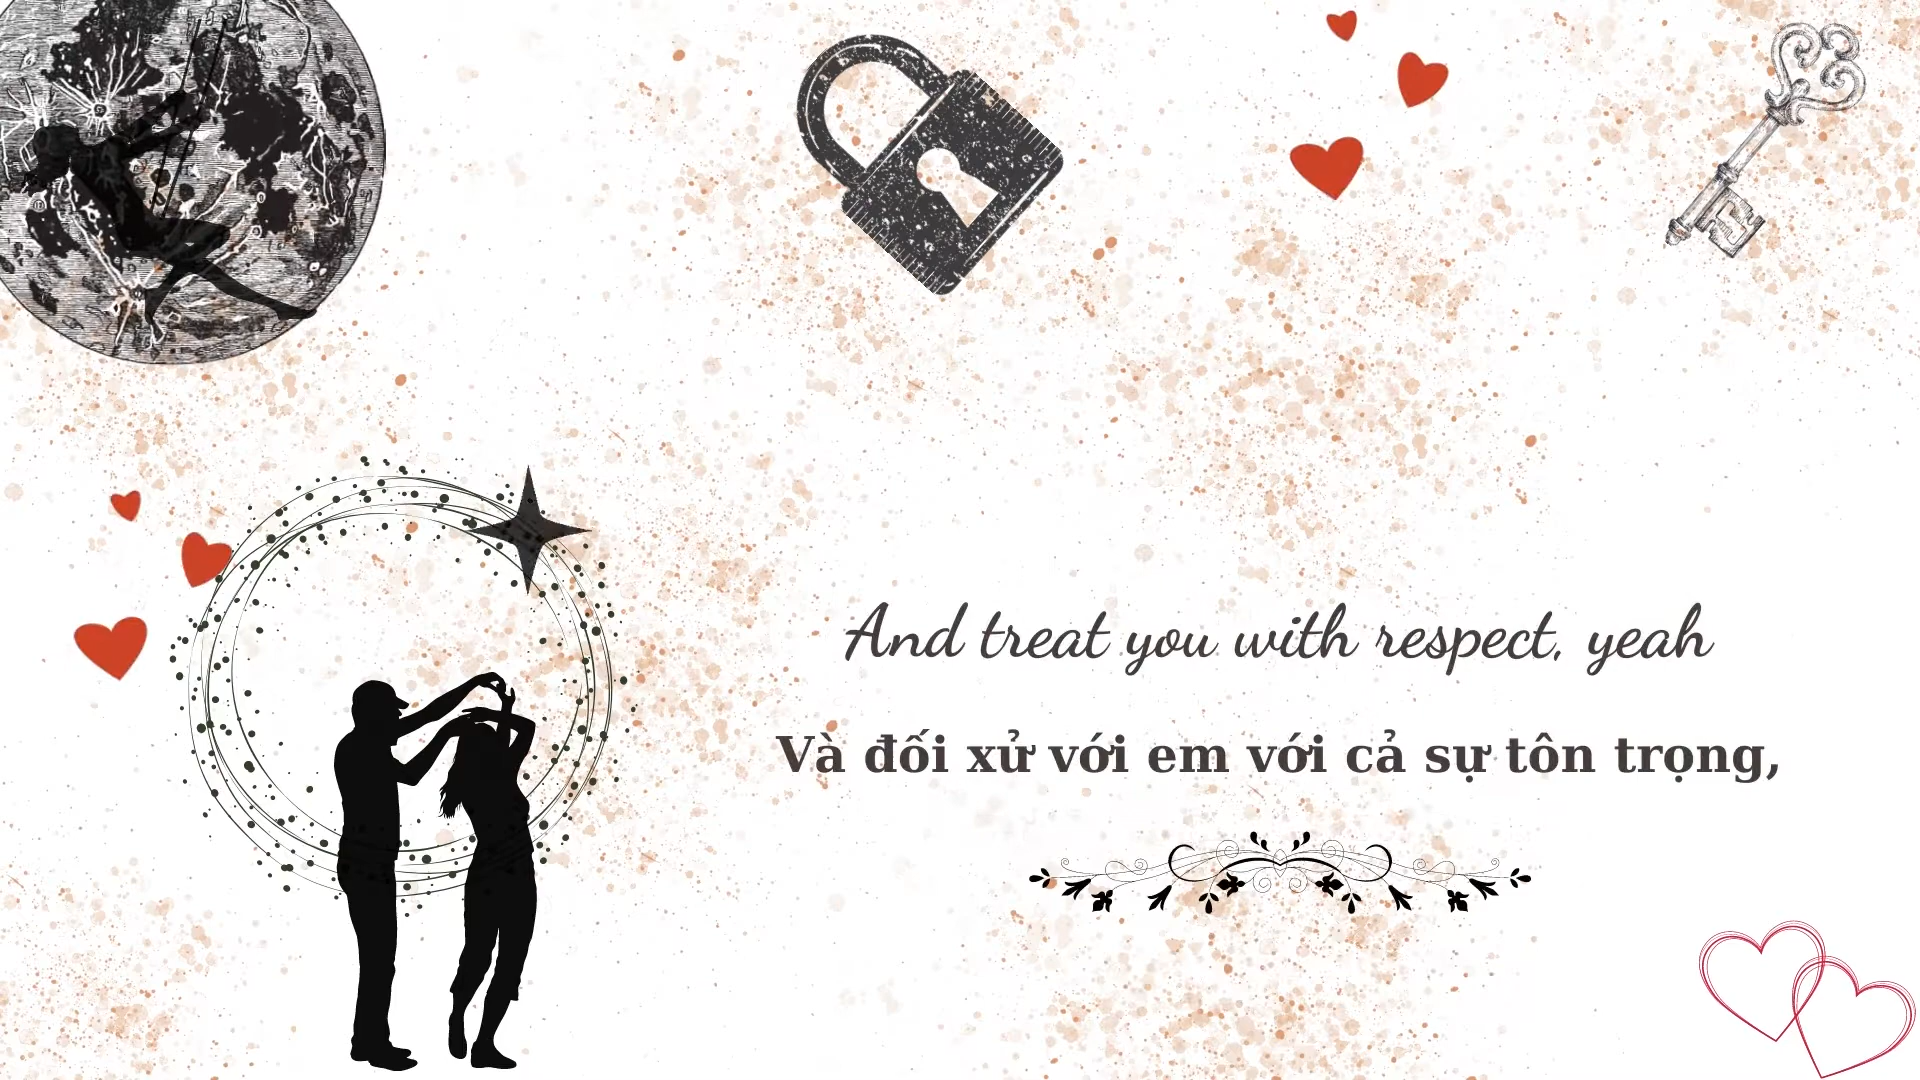 And treat you with respect, yeah
Và đối xử với em với cả sự tôn trọng,